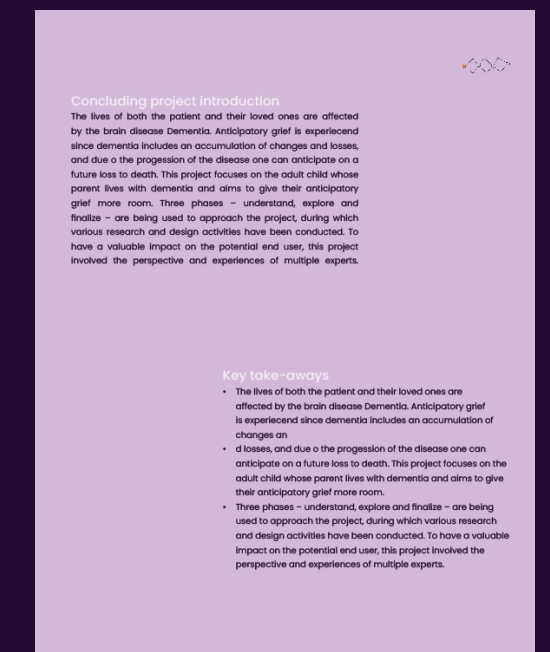 Concluding project introduction
The lives of both the patient and their loved ones are affected
by the brain disease Dementia. Anticipatory grief is experiecend
since dementia includes an accumulation of changes and losses,
and due o the progession of the disease one can anticipate on a
future loss to death. This project focuses on the adult child whose
parent lives with dementia and aims to give their anticipatory
grief more room. Three phases – understand, explore and
finalize – are being used to approach the project, during which
various research and design activities have been conducted. To
have a valuable impact on the potential end user, this project
involved the perspective and experiences of multiple experts.
Key take-aways
• The lives of both the patient and their loved ones are
affected by the brain disease Dementia. Anticipatory grief
is experiecend since dementia includes an accumulation of
changes an
• d losses, and due o the progession of the disease one can
anticipate on a future loss to death. This project focuses on the
adult child whose parent lives with dementia and aims to give
their anticipatory grief more room.
• Three phases – understand, explore and finalize – are being
used to approach the project, during which various research
and design activities have been conducted. To have a valuable
impact on the potential end user, this project involved the
perspective and experiences of multiple experts.